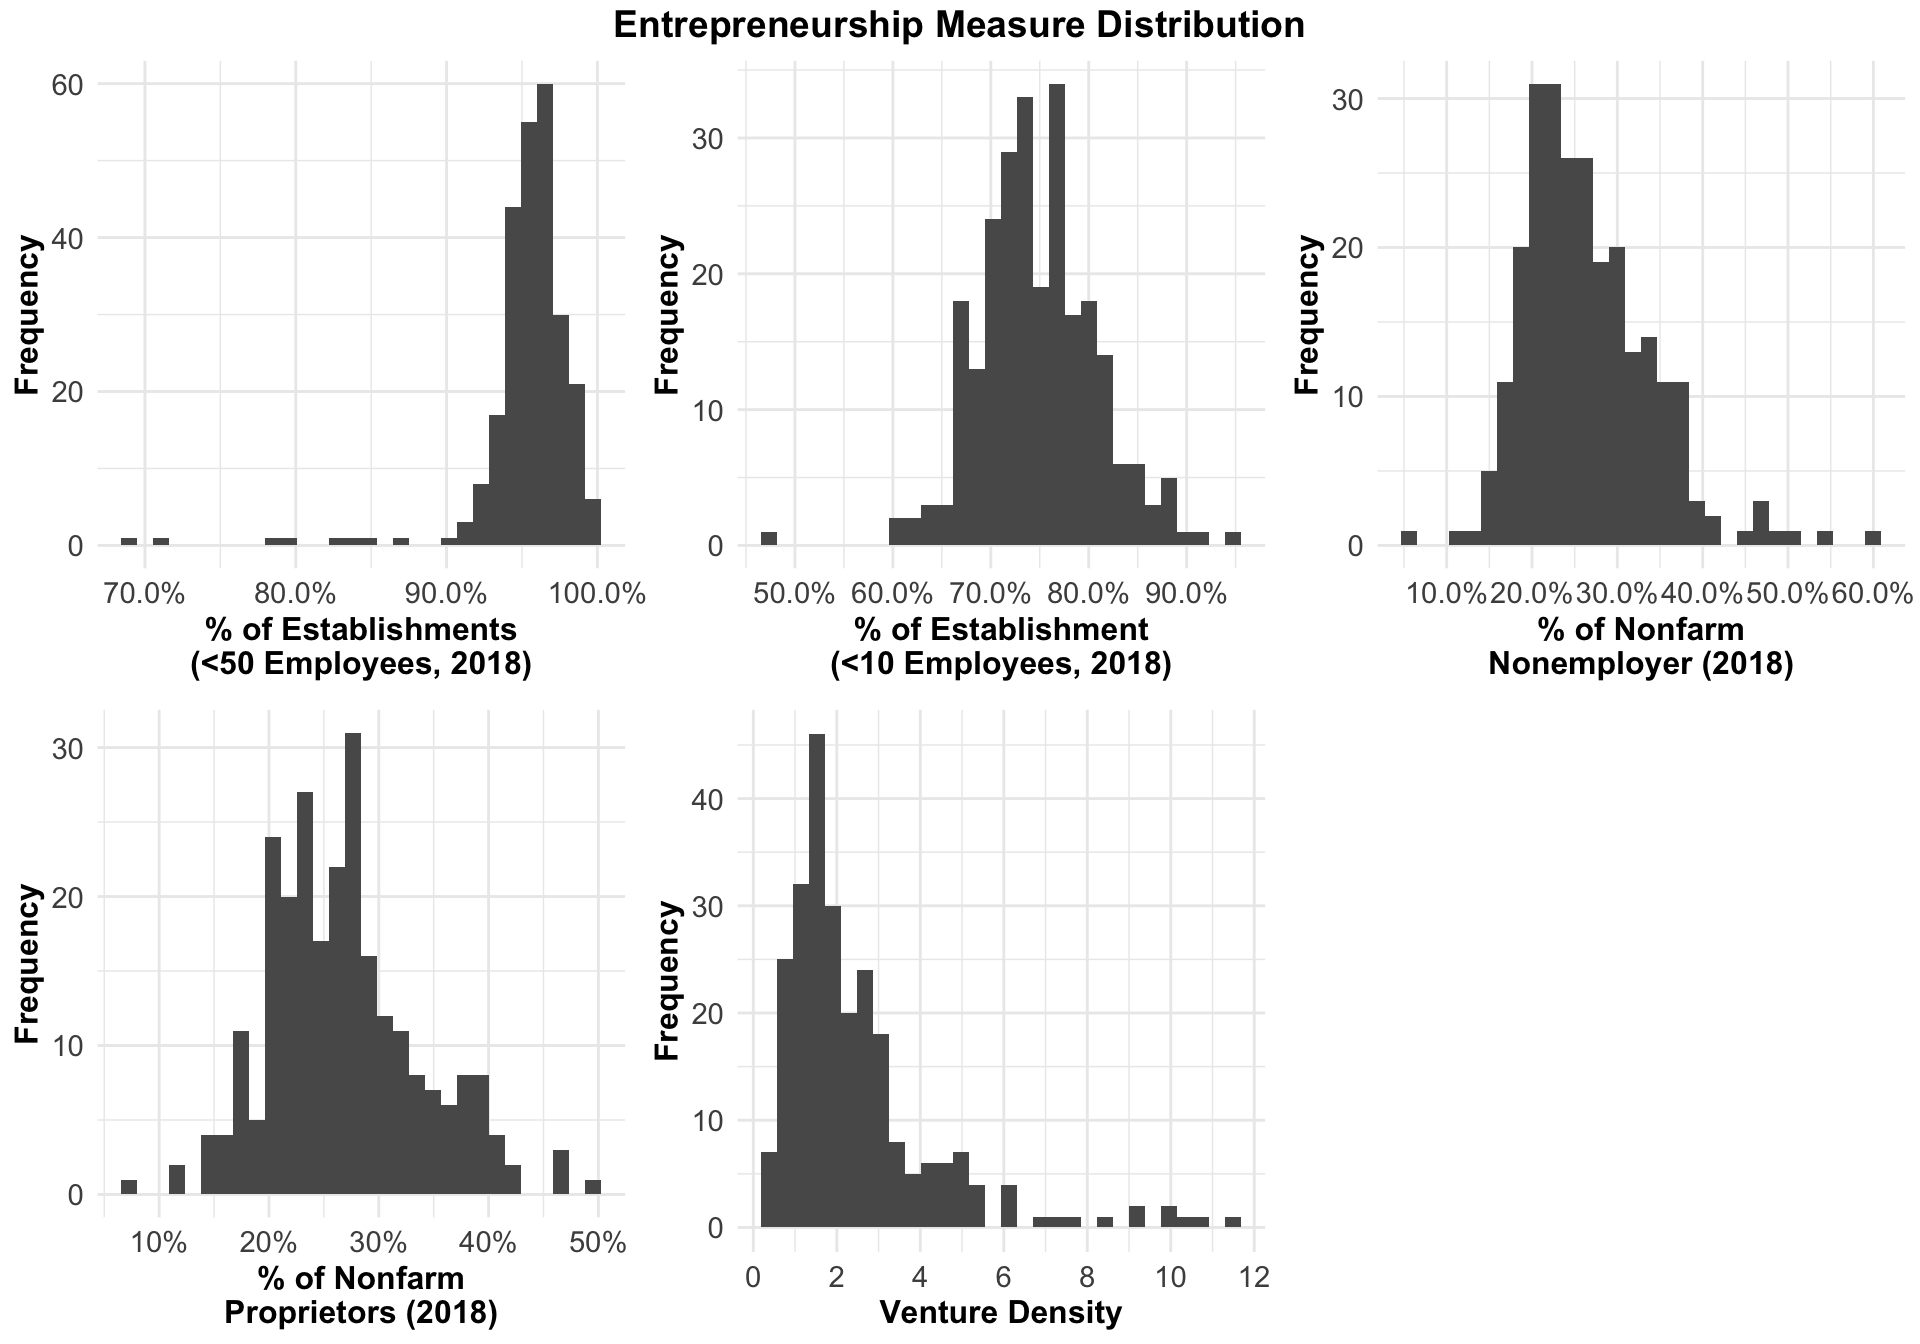 Entrepreneurship Measure Distribution
Frequency
60
40
20
0
70.0% 80.0% 90.0% 100.0%
% of Establishments
(<50 Employees, 2018)
Frequency
30
20
10
0
50.0% 60.0% 70.0% 80.0% 90.0%
% of Establishment
(<10 Employees, 2018)
Frequency
30
20
10
0
10.0% 20.0% 30.0% 40.0% 50.0% 60.0%
% of Nonfarm
Nonemployer (2018)
Frequency
30
20
10
0
10% 20% 30% 40% 50%
% of Nonfarm
Proprietors (2018)
Frequency
40
30
20
10
0
0 2 4 6 8 10 12
Venture Density